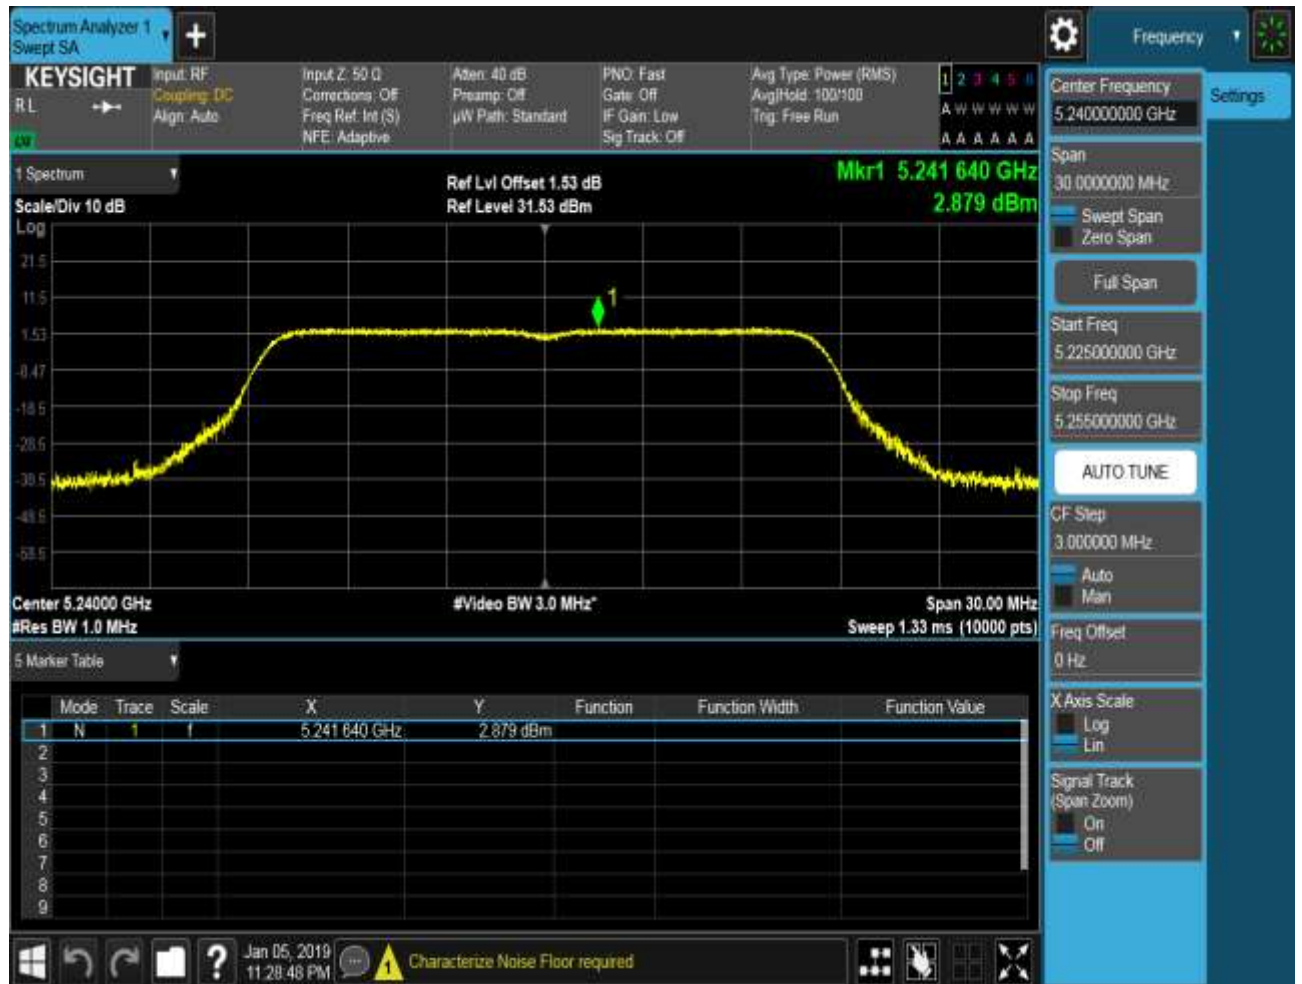 Spectrum Analyzer 1
Swept SA
+
Frequency
KEYSIGHT
RL
Input: RF
Coupling: DC
Align: Auto
Input Z: 50 Ω
Corrections: Off
Freq Ref: Int (S)
NFE: Adaptive
Atten: 40 dB
Preamp: Off
µW Path: Standard
PNO: Fast
Gate: Off
IF Gain: Low
Sig Track: Off
Avg Type: Power (RMS)
Avg|Hold: 100/100
Trig: Free Run
1 2 3 4 5 6
A W W W W W
A A A A A A
1 Spectrum
Scale/Div 10 dB
Ref Lvl Offset 1.53 dB
Ref Level 31.53 dBm
Mkr1 5.241 640 GHz
2.879 dBm
Log
21.5
11.5
1.53
-8.47
-18.5
-28.5
-38.5
-48.5
-58.5
1
Center 5.24000 GHz
#Video BW 3.0 MHz*
Span 30.00 MHz
#Res BW 1.0 MHz
Sweep 1.33 ms (10000 pts)
5 Marker Table
Mode Trace Scale X Y Function Function Width Function Value
1 N 1 f 5.241 640 GHz 2.879 dBm
2
3
4
5
6
7
8
9
Jan 05, 2019
11:28:48 PM
Characterize Noise Floor required
Center Frequency
5.240000000 GHz
Settings
Span
30.0000000 MHz
Swept Span
Zero Span
Full Span
Start Freq
5.225000000 GHz
Stop Freq
5.255000000 GHz
AUTO TUNE
CF Step
3.000000 MHz
Auto
Man
Freq Offset
0 Hz
X Axis Scale
Log
Lin
Signal Track
(Span Zoom)
On
Off